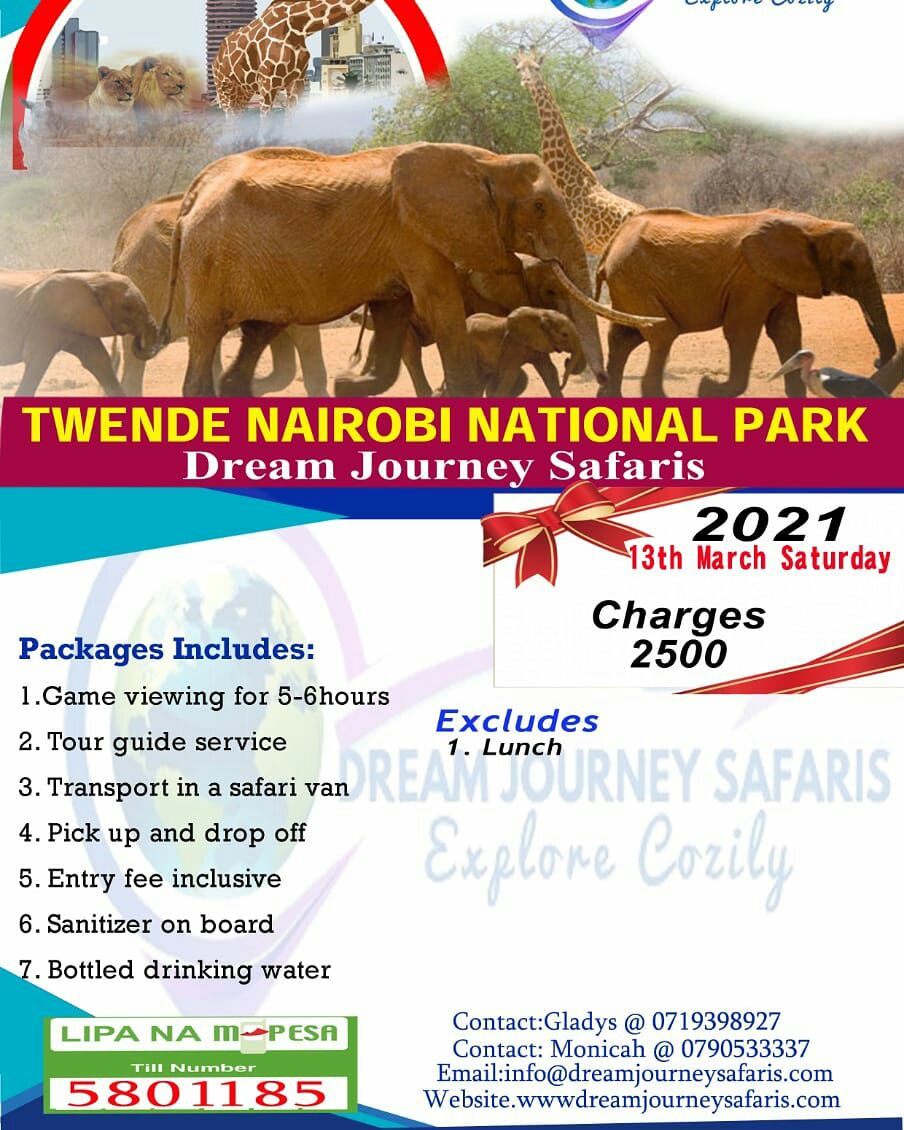 Explore Cozily
TWENDE NAIROBI NATIONAL PARK
Dream Journey Safaris
2021
13th March Saturday
Charges
2500
Packages Includes:
1.Game viewing for 5-6hours
2. Tour guide service
3. Transport in a safari van
4. Pick up and drop off
5. Entry fee inclusive
6. Sanitizer on board
7. Bottled drinking water
Excludes
1. Lunch
DREAM JOURNEY SAFARIS
Explore Cozily
LIPA NA M-PESA
Till Number
5801185
Contact:Gladys @ 0719398927
Contact: Monicah @ 0790533337
Email:info@dreamjourneysafaris.com
Website.wwwdreamjourneysafaris.com